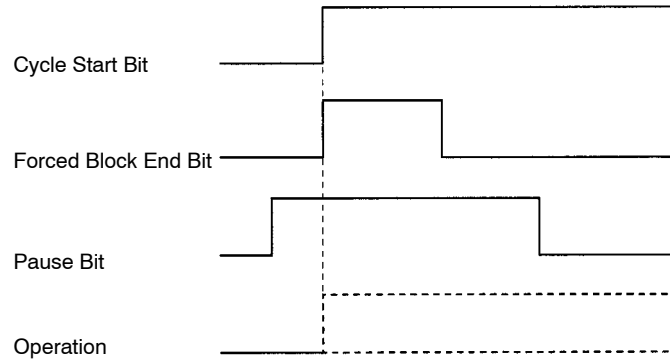 Cycle Start Bit
Forced Block End Bit
Pause Bit
Operation